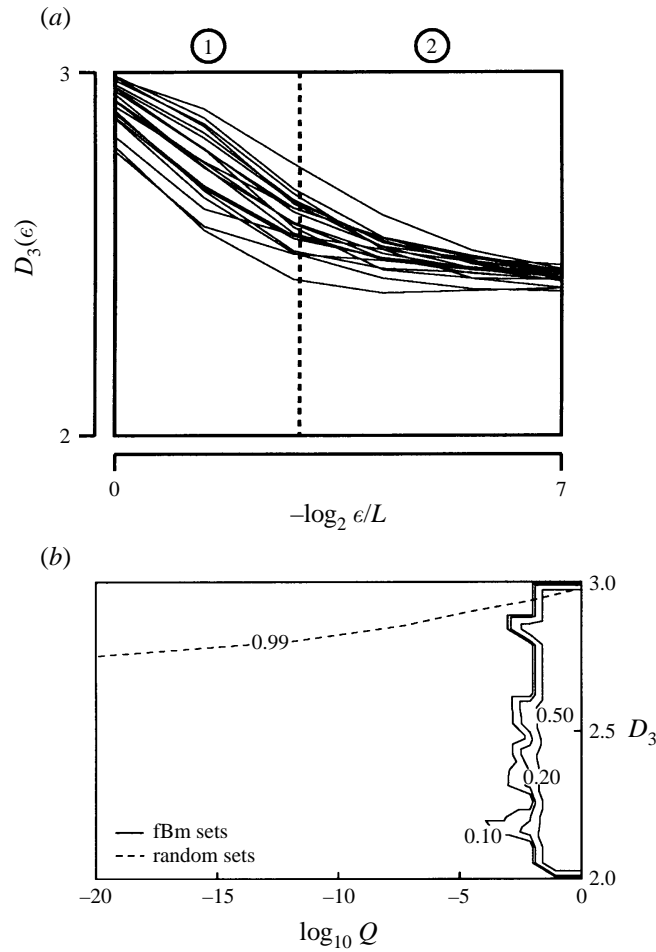 (a)
1
2
3
D3(ϵ)
2
0
7
–log2 ϵ/L
(b)
3.0
0.99
0.50
2.5
D3
0.20
0.10
fBm sets
random sets
2.0
–20
–15
–10
–5
0
log10 Q